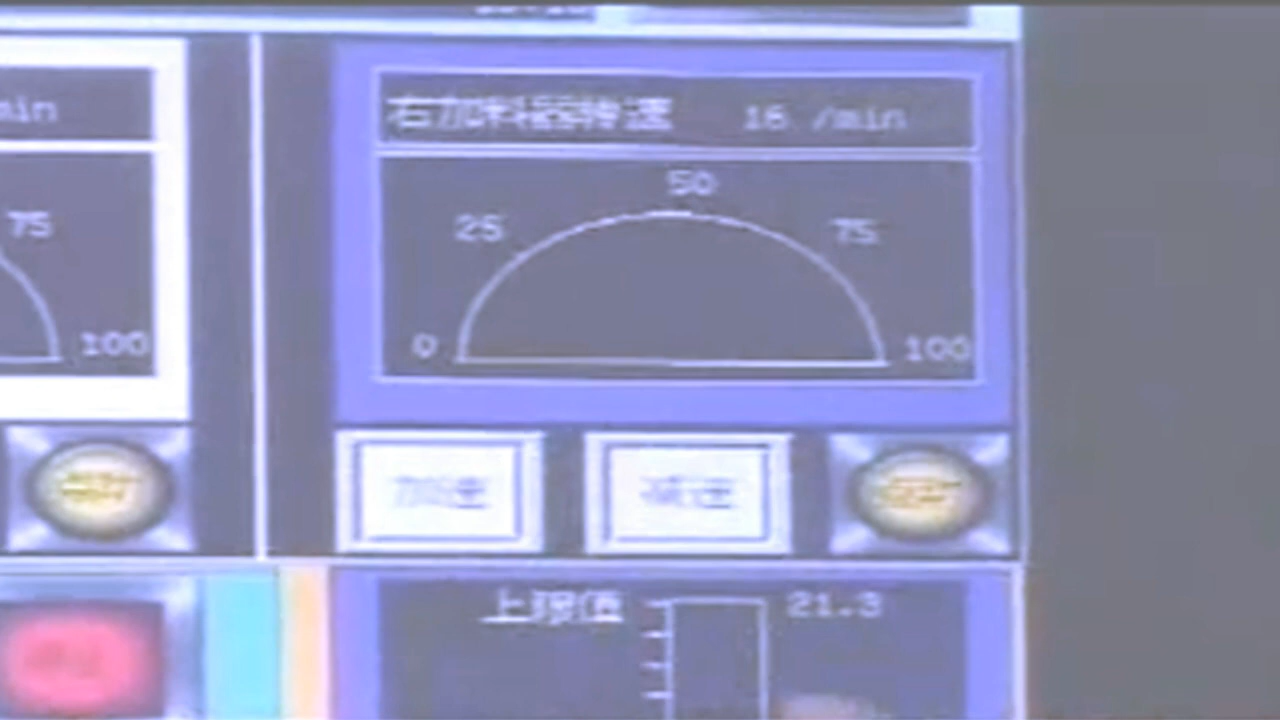 min
右加料器转速 16 /min
50
25 75
75
0 100
100
加速 减速
上限值 21.3